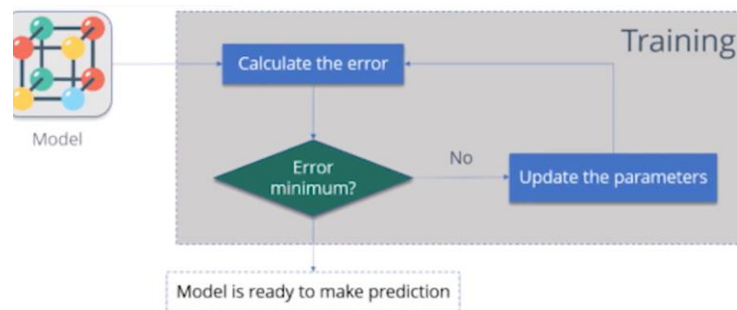 Training
Calculate the error
Model
Error
minimum?
No
Update the parameters
Model is ready to make prediction